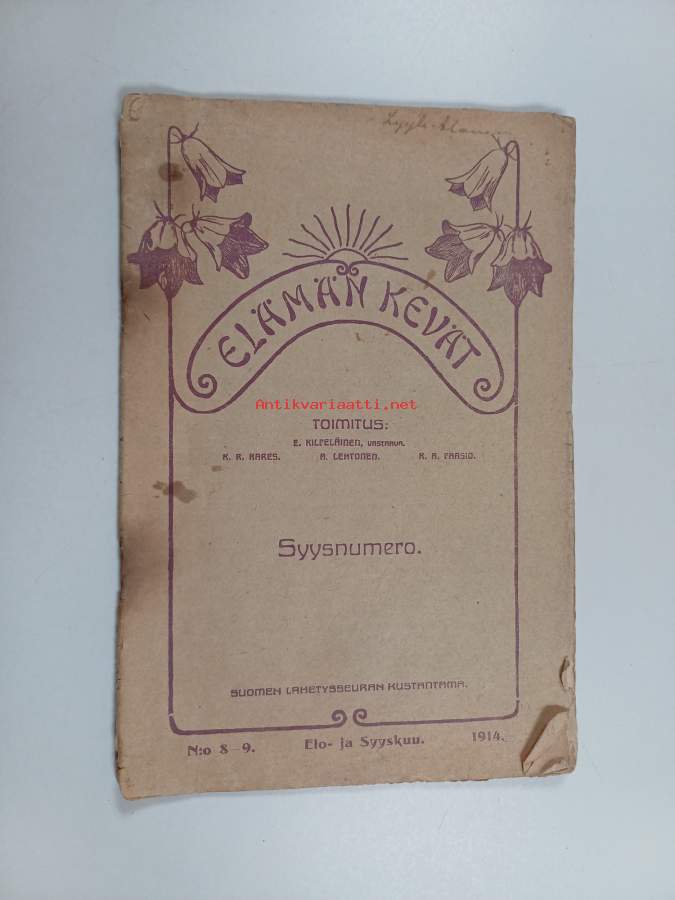 ELÄMÄN KEVÄT
Antikvariaatti.net
TOIMITUS:
E. KILPELÄINEN, VASTAAVA.
K. R. KARES. A. LEHTONEN. K. A. PAASIO.
Syysnumero.
SUOMEN LÄHETYSSEURAN KUSTANTAMA.
N:o 8-9. Elo- ja Syyskuu. 1914.